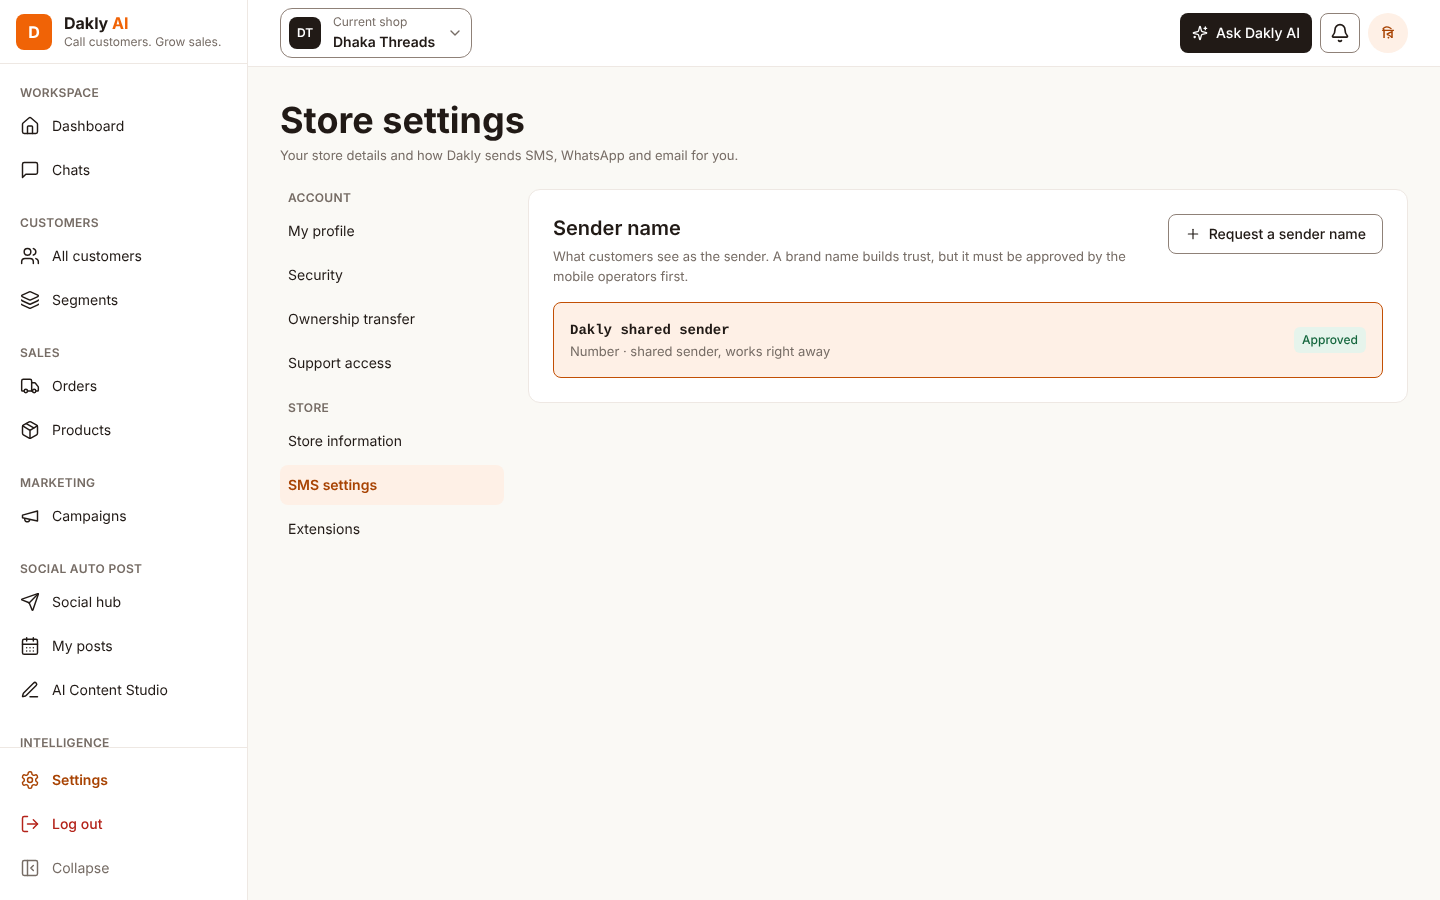 D
Dakly AI
Call customers. Grow sales.
WORKSPACE
Dashboard
Chats
CUSTOMERS
All customers
Segments
SALES
Orders
Products
MARKETING
Campaigns
SOCIAL AUTO POST
Social hub
My posts
AI Content Studio
INTELLIGENCE
Settings
Log out
Collapse
DT
Current shop
Dhaka Threads
Ask Dakly AI
রি
Store settings
Your store details and how Dakly sends SMS, WhatsApp and email for you.
ACCOUNT
My profile
Security
Ownership transfer
Support access
STORE
Store information
SMS settings
Extensions
Sender name
What customers see as the sender. A brand name builds trust, but it must be approved by the
mobile operators first.
Request a sender name
Dakly shared sender
Number · shared sender, works right away
Approved